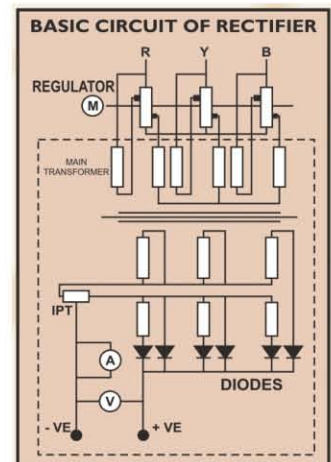 BASIC CIRCUIT OF RECTIFIER
R Y B
REGULATOR
M
MAIN
TRANSFORMER
IPT
A
DIODES
V
- VE + VE